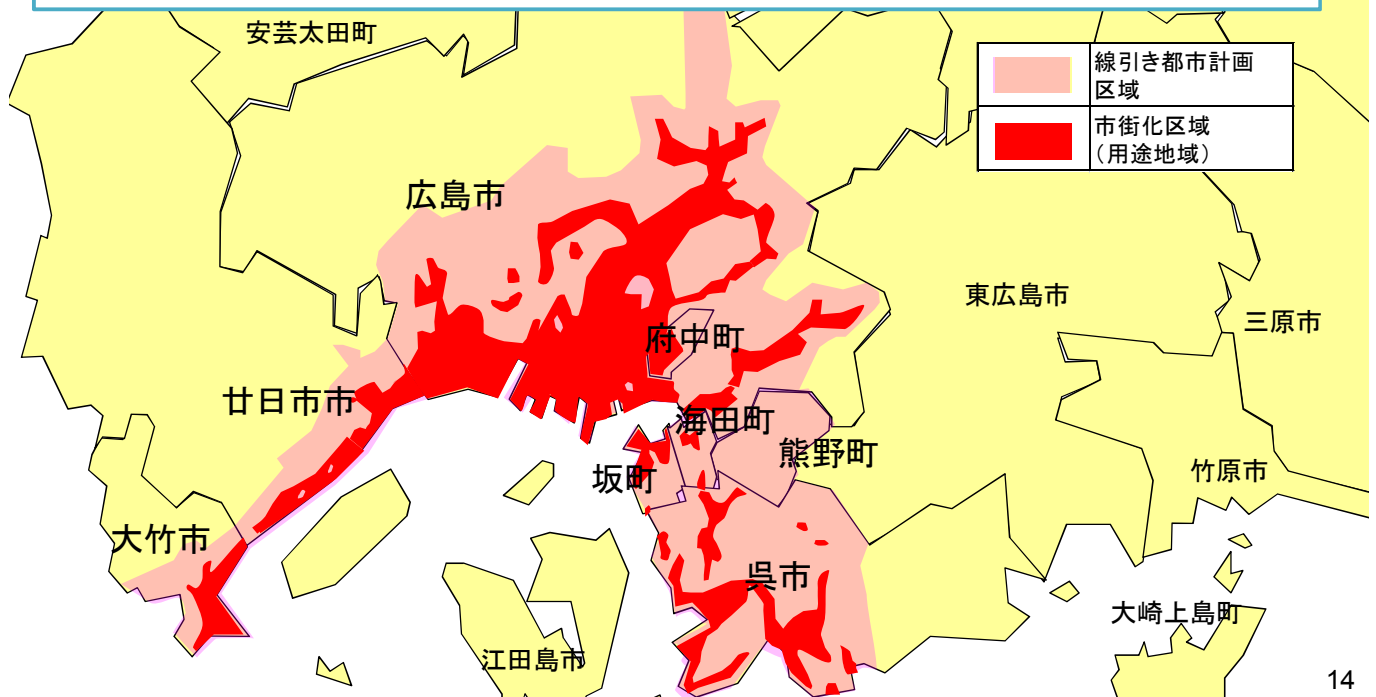 安芸太田町
線引き都市計画
区域
市街化区域
（用途地域）
広島市
東広島市
三原市
府中町
廿日市市
海田町
熊野町
坂町
竹原市
大竹市
呉市
大崎上島町
江田島市
14